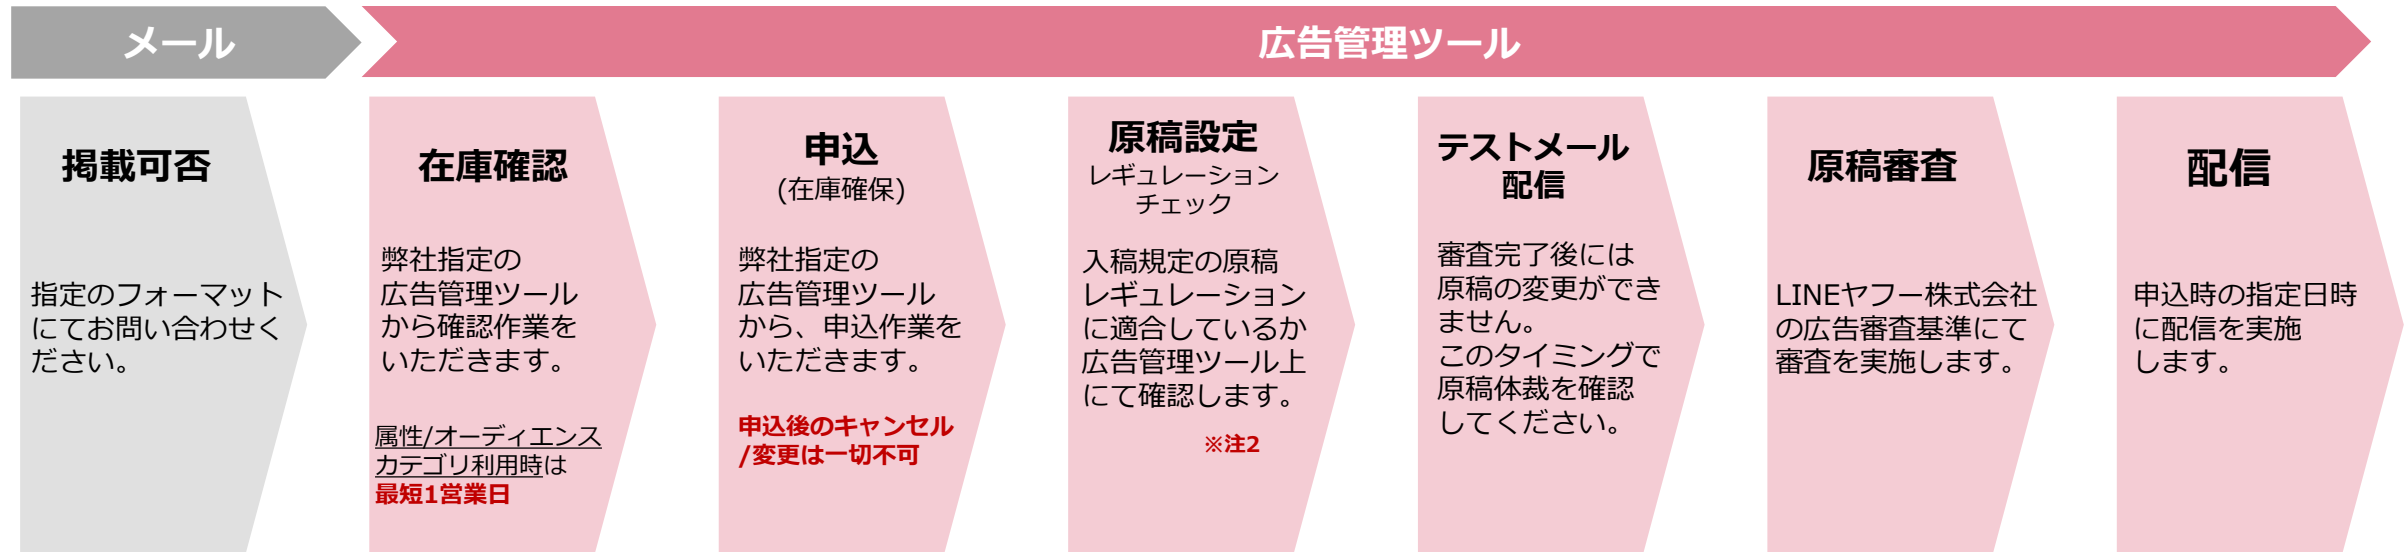 メール
広告管理ツール
掲載可否
指定のフォーマット
にてお問い合わせく
ださい。
在庫確認
弊社指定の
広告管理ツール
から確認作業を
いただきます。
属性/オーディエンス
カテゴリ利用時は
最短1営業日
申込
(在庫確保)
弊社指定の
広告管理ツール
から、申込作業を
いただきます。
申込後のキャンセル
/変更は一切不可
原稿設定
レギュレーション
チェック
入稿規定の原稿
レギュレーション
に適合しているか
広告管理ツール上
にて確認します。
※注2
テストメール
配信
審査完了後には
原稿の変更ができ
ません。
このタイミングで
原稿体裁を確認
してください。
原稿審査
LINEヤフー株式会社
の広告審査基準にて
審査を実施します。
配信
申込時の指定日時
に配信を実施
します。